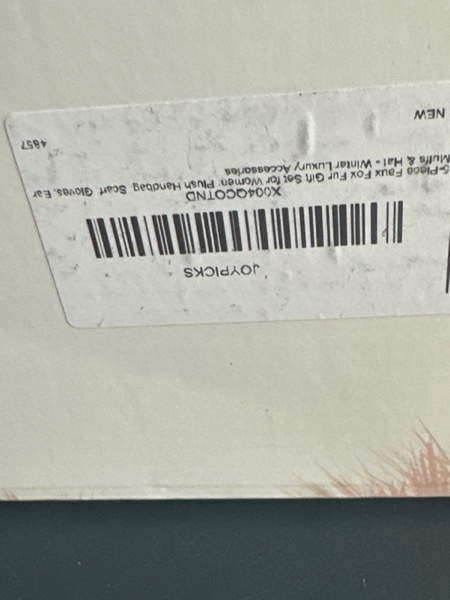 JOYPICKS
X004QCOTND
5-Piece Faux Fox Fur Gift Set for Women: Plush Handbag, Scarf, Gloves, Ear
Muffs & Hat - Winter Luxury Accessories
NEW
4857